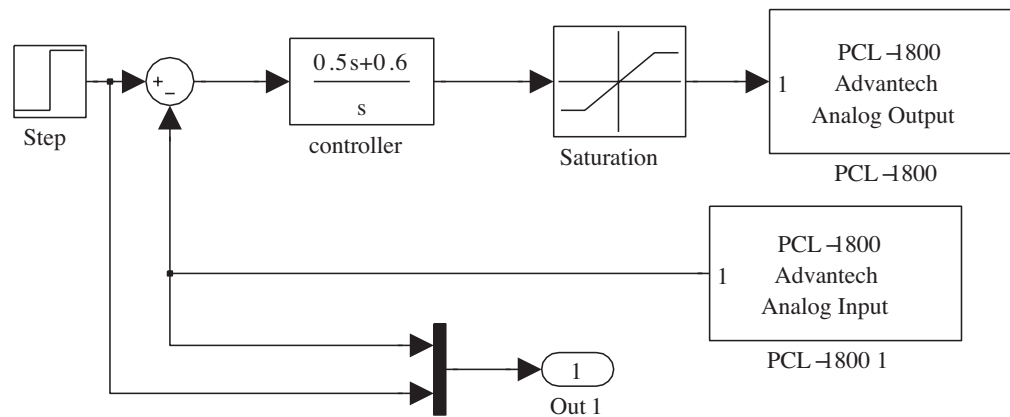 Step
+
−
0.5s+0.6
s
controller
Saturation
1
PCL−1800
Advantech
Analog Output
PCL−1800
1
PCL−1800
Advantech
Analog Input
PCL−1800 1
1
Out 1